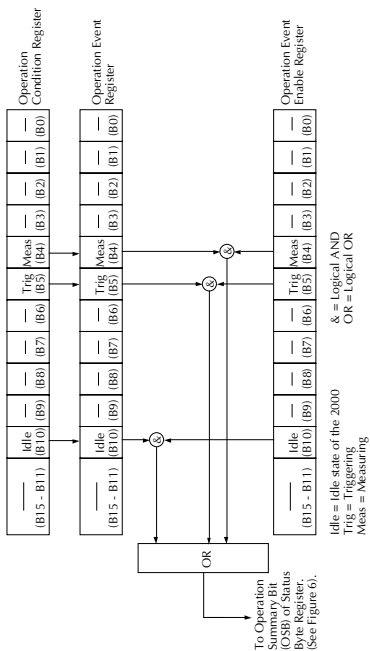 Operation
Condition Register
—
(B15 - B11)
Idle
(B10)
—
(B9)
—
(B8)
—
(B7)
—
(B6)
Trig
(B5)
Meas
(B4)
—
(B3)
—
(B2)
—
(B1)
—
(B0)
Operation Event
Register
—
(B15 - B11)
Idle
(B10)
—
(B9)
—
(B8)
—
(B7)
—
(B6)
Trig
(B5)
Meas
(B4)
—
(B3)
—
(B2)
—
(B1)
—
(B0)
&
&
&
OR
To Operation
Summary Bit
(OSB) of Status
Byte Register.
(See Figure 6).
Operation Event
Enable Register
—
(B15 - B11)
Idle
(B10)
—
(B9)
—
(B8)
—
(B7)
—
(B6)
Trig
(B5)
Meas
(B4)
—
(B3)
—
(B2)
—
(B1)
—
(B0)
Idle = Idle state of the 2000
Trig = Triggering
Meas = Measuring
& = Logical AND
OR = Logical OR